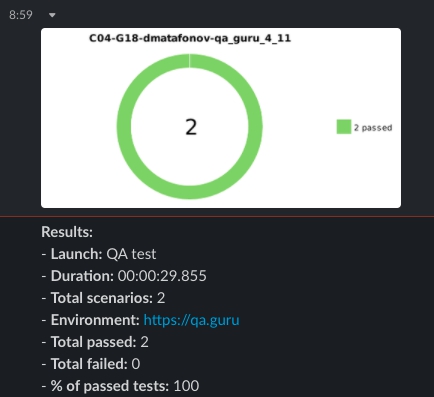 8:59
C04-G18-dmatafonov-qa_guru_4_11
2
2 passed
Results:
- Launch: QA test
- Duration: 00:00:29.855
- Total scenarios: 2
- Environment: https://qa.guru
- Total passed: 2
- Total failed: 0
- % of passed tests: 100